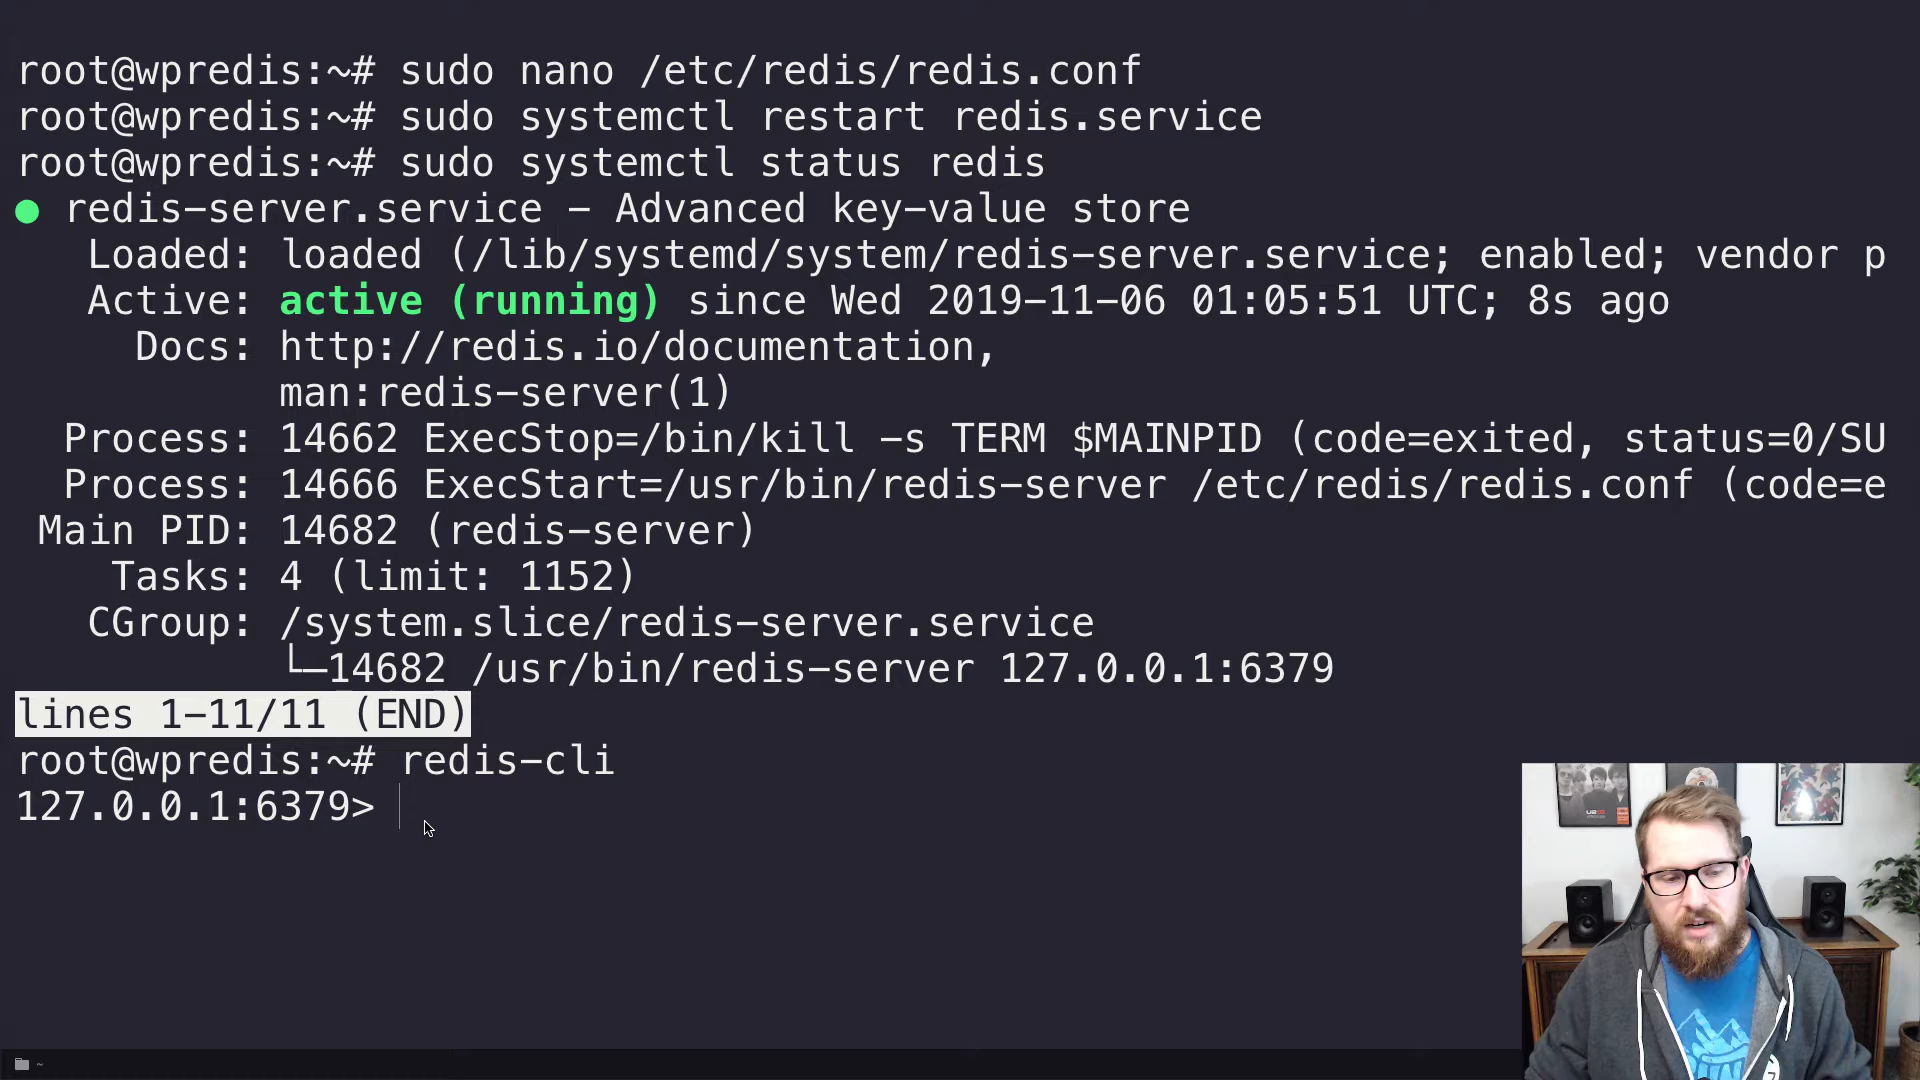 root@wpredis:~# sudo nano /etc/redis/redis.conf
root@wpredis:~# sudo systemctl restart redis.service
root@wpredis:~# sudo systemctl status redis
● redis-server.service - Advanced key-value store
Loaded: loaded (/lib/systemd/system/redis-server.service; enabled; vendor p
Active: active (running) since Wed 2019-11-06 01:05:51 UTC; 8s ago
Docs: http://redis.io/documentation,
man:redis-server(1)
Process: 14662 ExecStop=/bin/kill -s TERM $MAINPID (code=exited, status=0/SU
Process: 14666 ExecStart=/usr/bin/redis-server /etc/redis/redis.conf (code=e
Main PID: 14682 (redis-server)
Tasks: 4 (limit: 1152)
CGroup: /system.slice/redis-server.service
└─14682 /usr/bin/redis-server 127.0.0.1:6379
lines 1-11/11 (END)
root@wpredis:~# redis-cli
127.0.0.1:6379>
~
U2